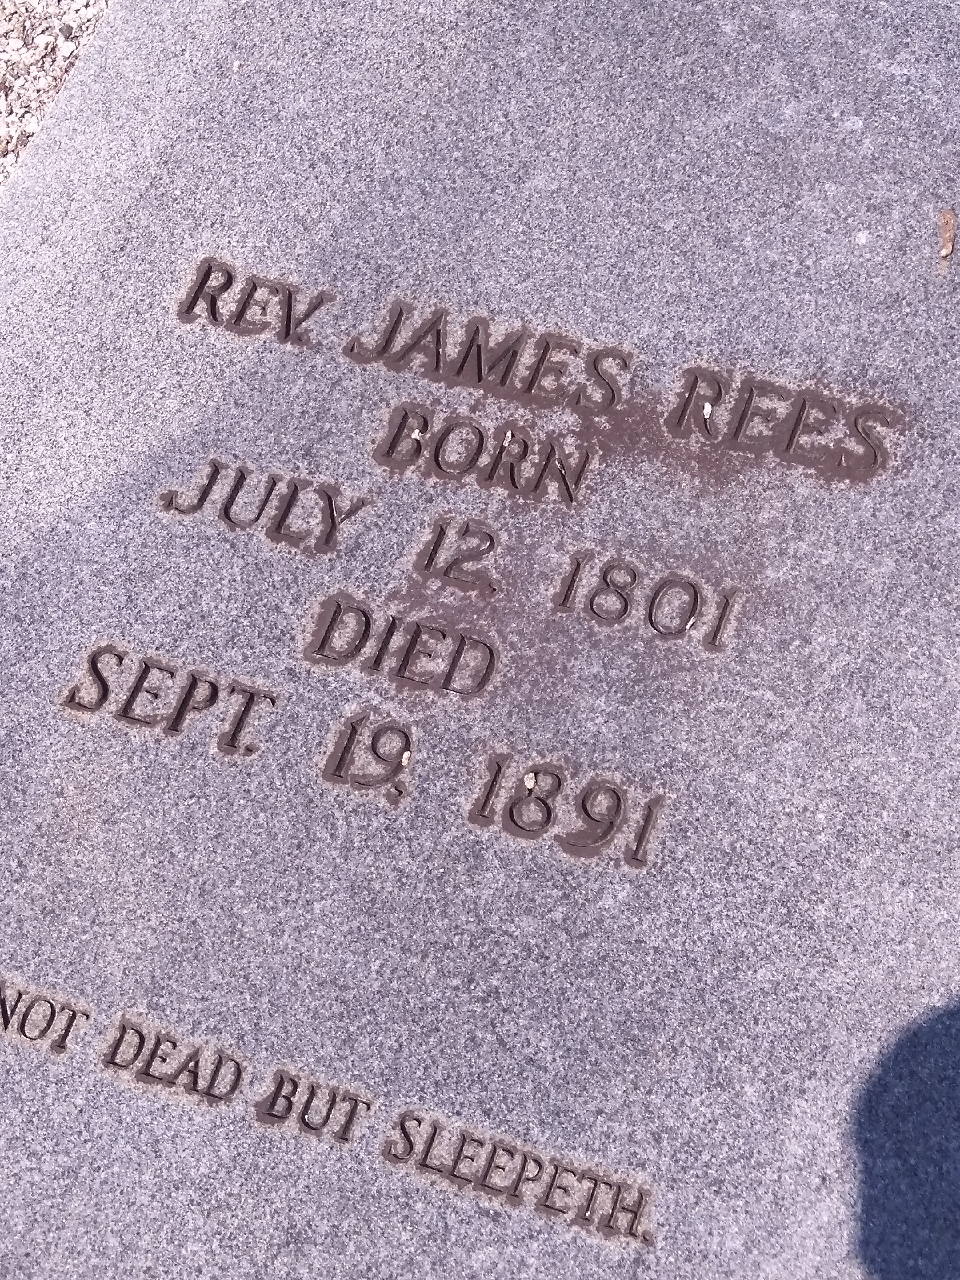 REV. JAMES REES
BORN
JULY 12, 1801
DIED
SEPT. 19, 1891
NOT DEAD BUT SLEEPETH.